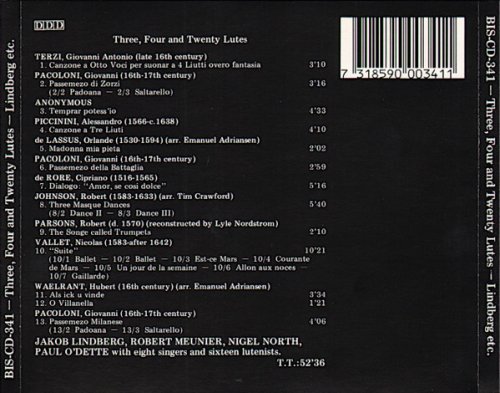 DDD
Three, Four and Twenty Lutes
TERZI, Giovanni Antonio (late 16th century)
1. Canzone a Otto Voci per suonar a 4 Liutti overo fantasia 3'10
PACOLONI, Giovanni (16th-17th century)
2. Passemezo di Zorzi 3'16
(2/2 Padoana — 2/3 Saltarello)
ANONYMOUS
3. Temprar potess'io 4'33
PICCININI, Alessandro (1566-c.1638)
4. Canzone a Tre Liuti 4'10
de LASSUS, Orlande (1530-1594) (arr. Emanuel Adriansen)
5. Madonna mia pieta 2'02
PACOLONI, Giovanni (16th-17th century)
6. Passemezo della Battaglia 2'59
de RORE, Cipriano (1516-1565)
7. Dialogo: "Amor, se cosi dolce" 5'16
JOHNSON, Robert (1583-1633) (arr. Tim Crawford)
8. Three Masque Dances 5'40
(8/2 Dance II — 8/3 Dance III)
PARSONS, Robert (d. 1570) (reconstructed by Lyle Nordstrom)
9. The Songe called Trumpets 2'10
VALLET, Nicolas (1583-after 1642)
10. "Suite" 10'21
(10/1 Ballet — 10/2 Ballet — 10/3 Est-ce Mars — 10/4 Courante
de Mars — 10/5 Un jour de la semaine — 10/6 Allon aux noces —
10/7 Gaillarde)
WAELRANT, Hubert (16th century) (arr. Emanuel Adriansen)
11. Als ick u vinde 3'34
12. O Villanella 1'21
PACOLONI, Giovanni (16th-17th century)
13. Passemezo Milanese 4'06
(13/2 Padoana — 13/3 Saltarello)
JAKOB LINDBERG, ROBERT MEUNIER, NIGEL NORTH,
PAUL O'DETTE with eight singers and sixteen lutenists.
T.T.:52'36
7 318590 003411
BIS-CD-341 — Three, Four and Twenty Lutes — Lindberg etc.
BIS-CD-341 — Three, Four and Twenty Lutes — Lindberg etc.